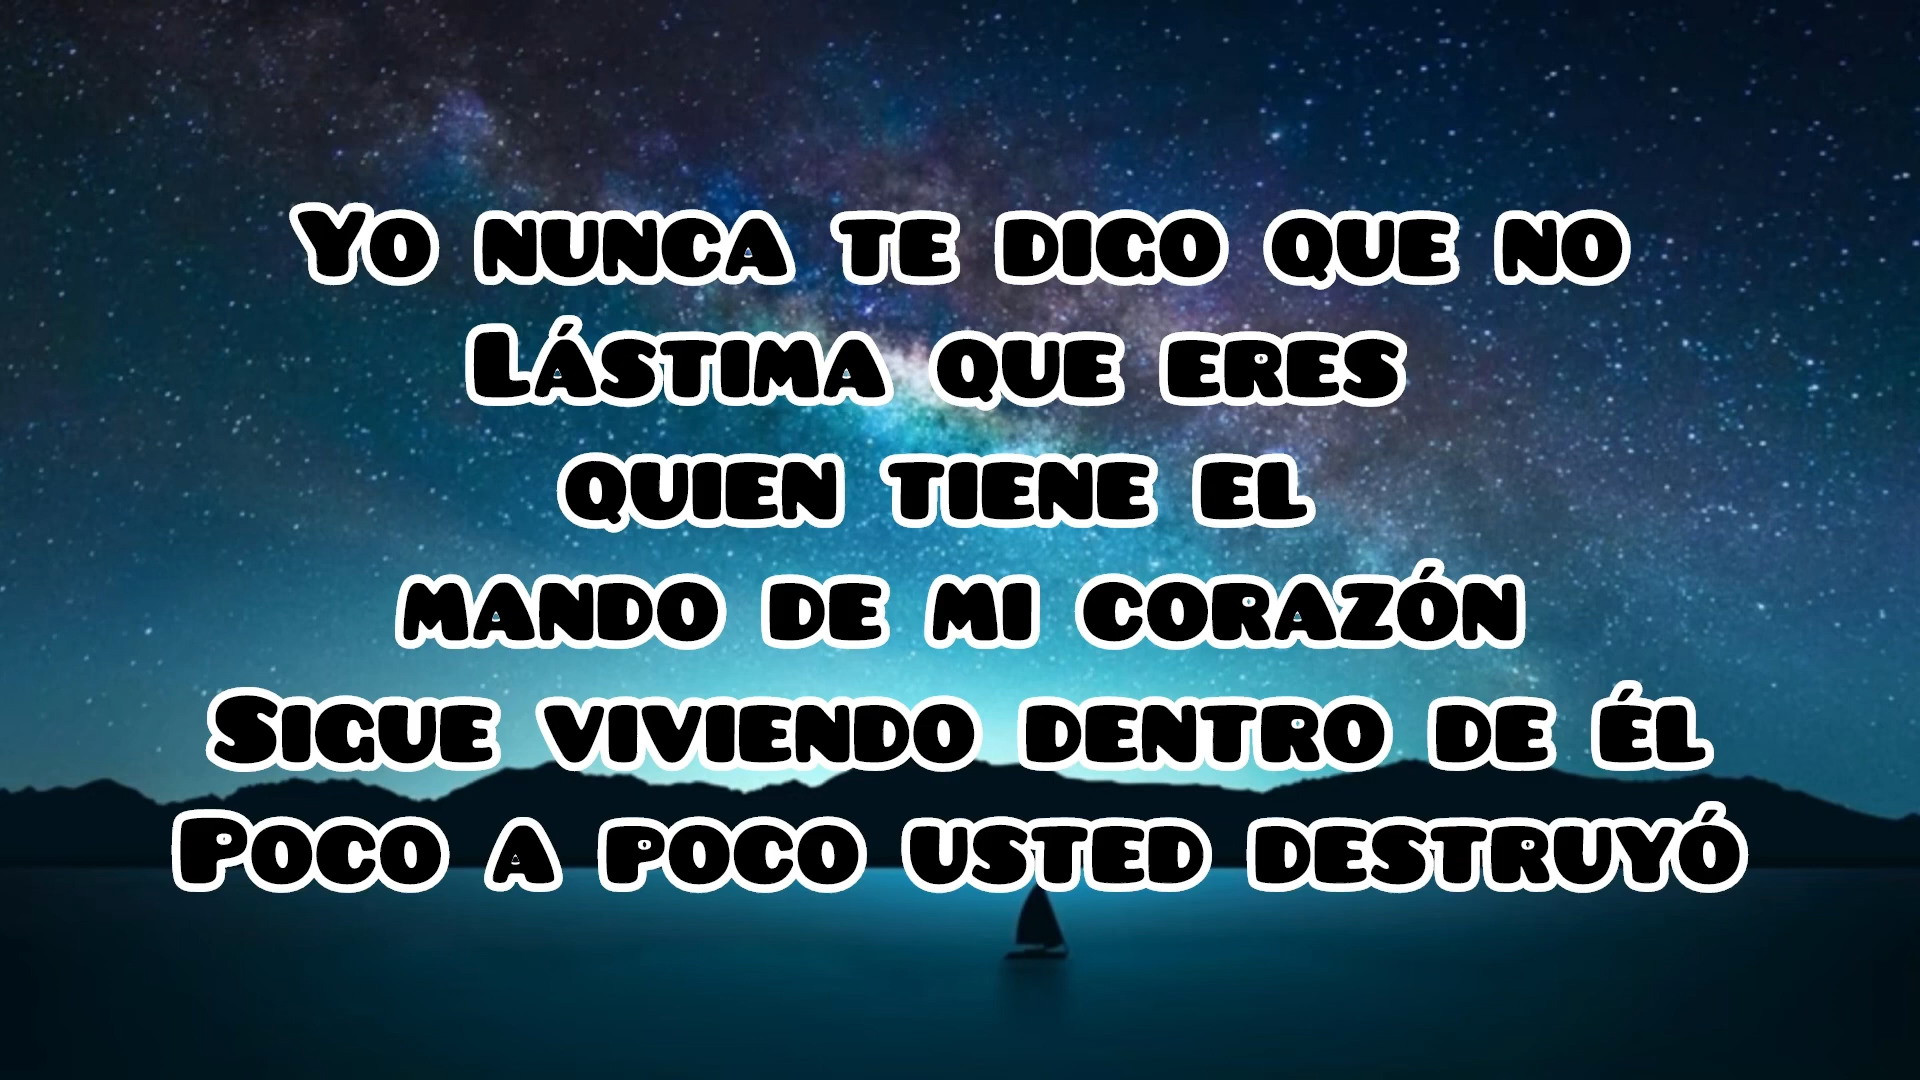 Yo nunca te digo que no
Lástima que eres
quien tiene el
mando de mi corazón
Sigue viviendo dentro de él
Poco a poco usted destruyó